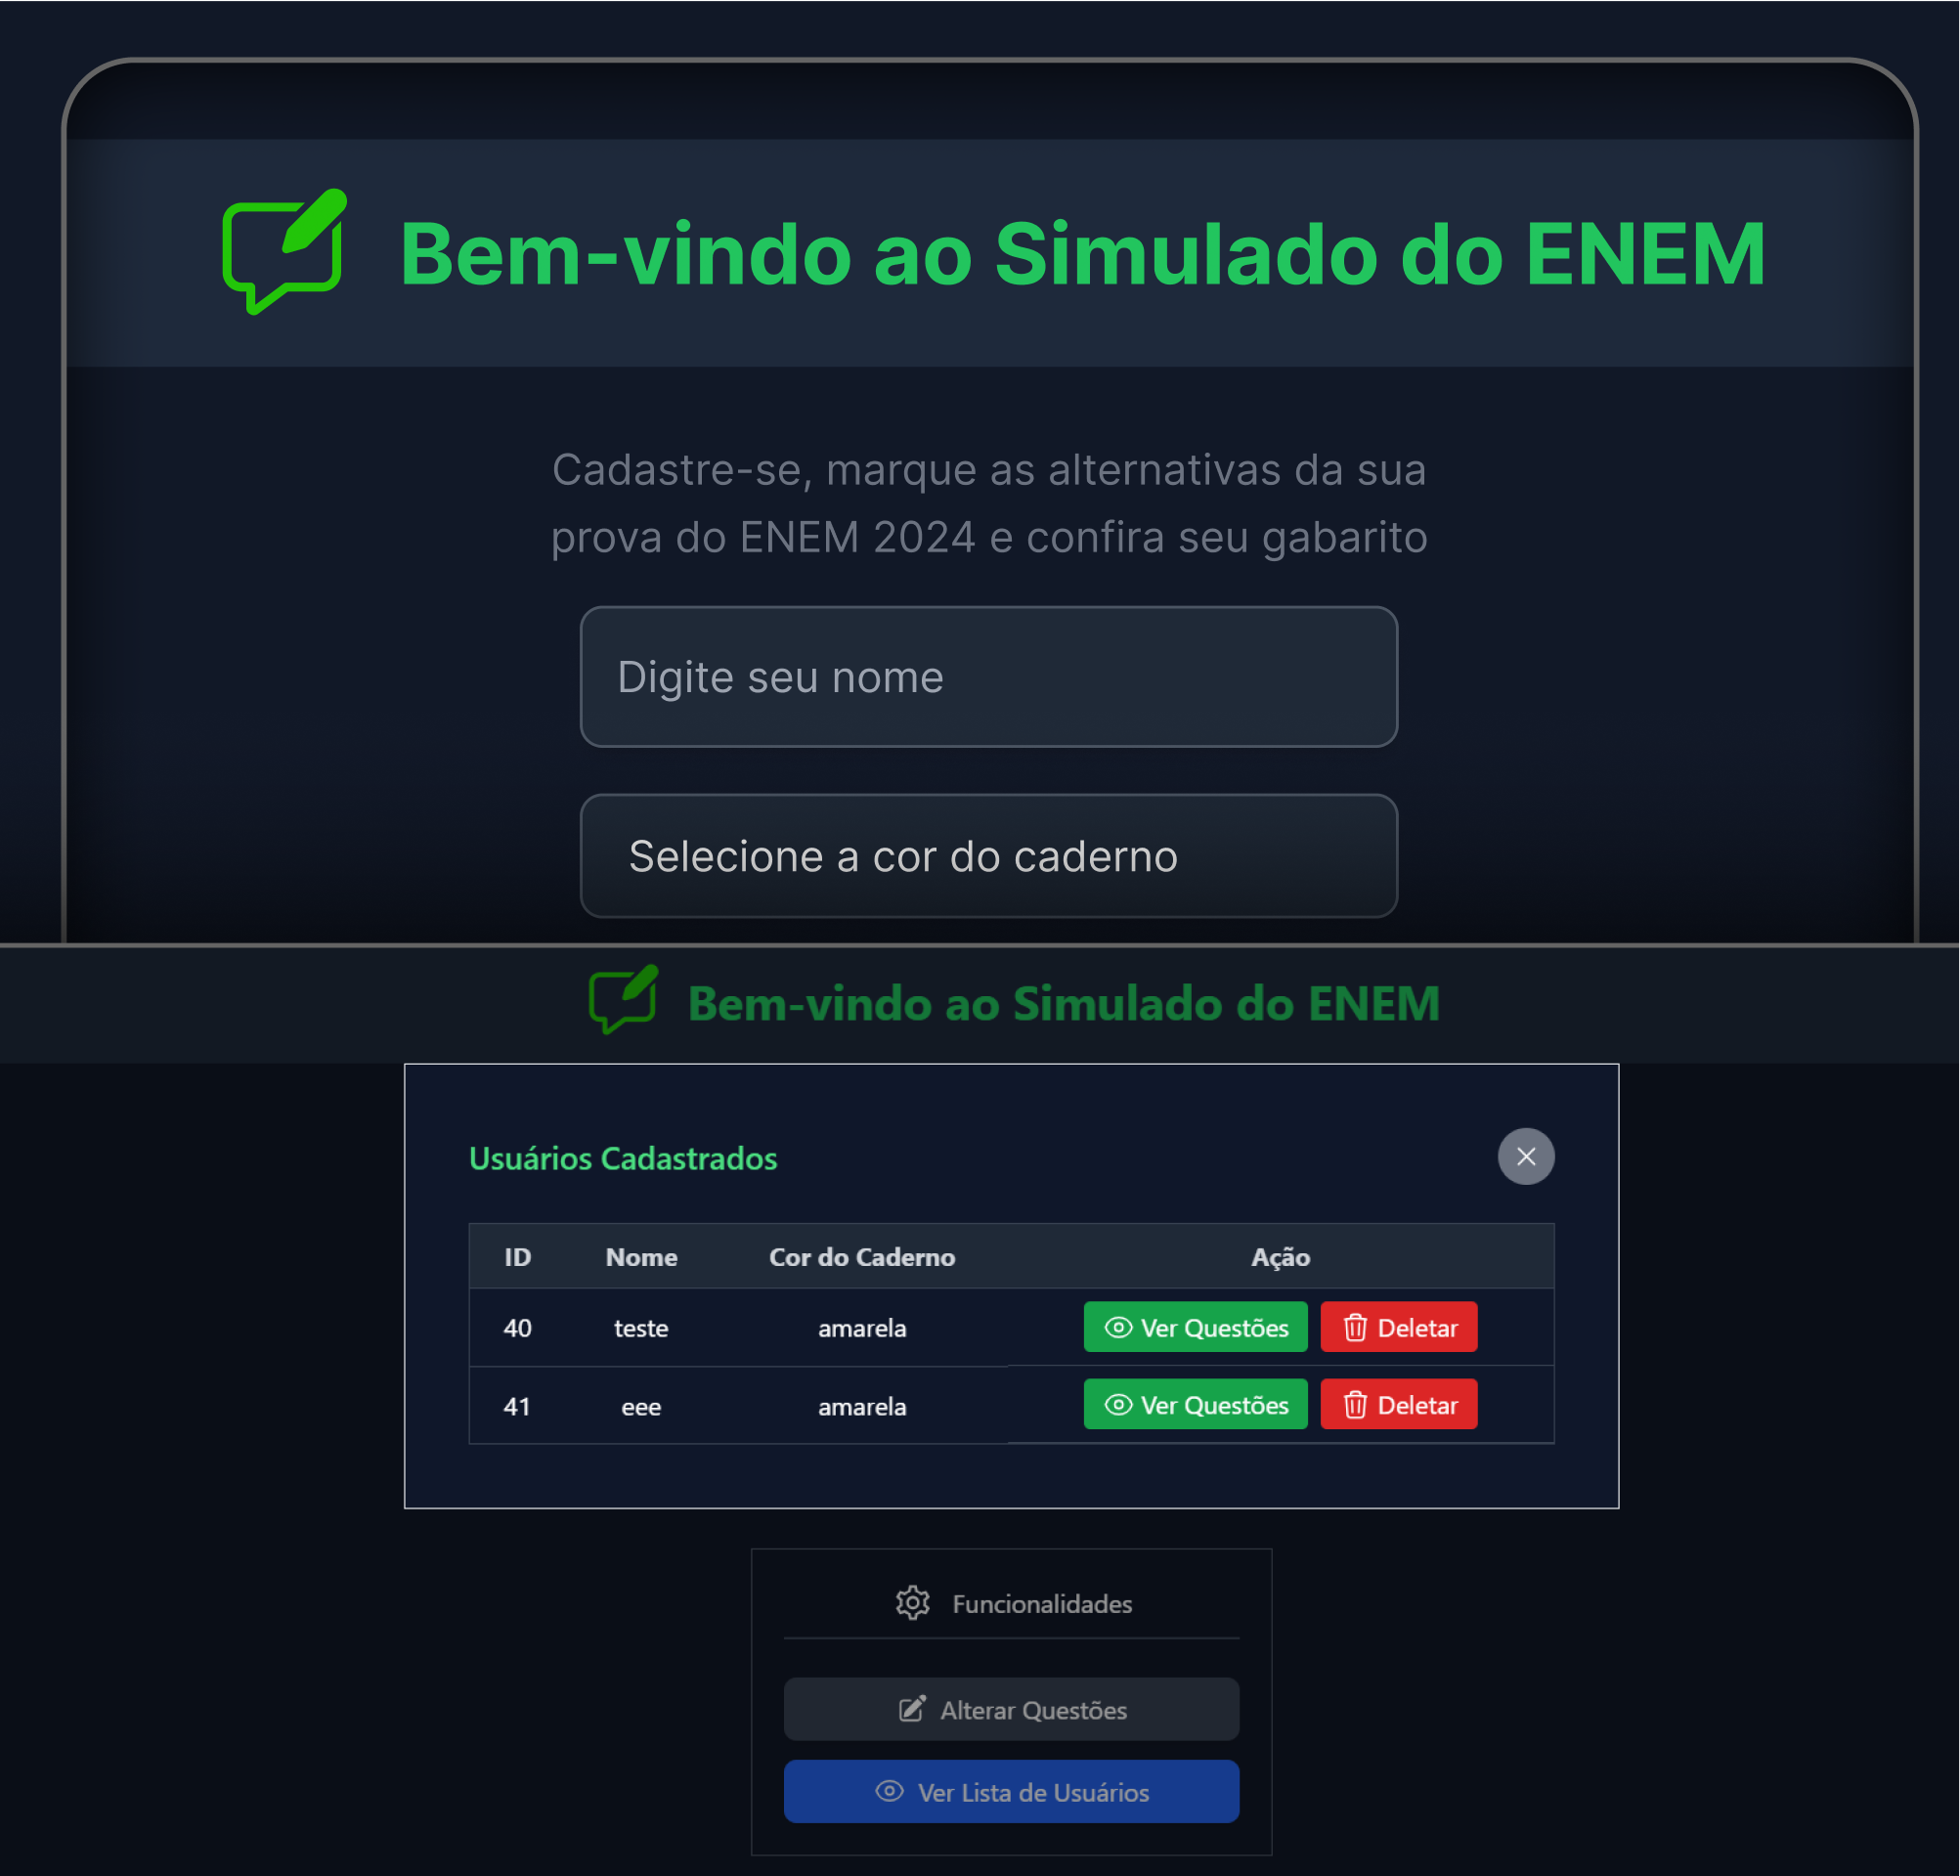 Bem-vindo ao Simulado do ENEM
Cadastre-se, marque as alternativas da sua
prova do ENEM 2024 e confira seu gabarito
Digite seu nome
Selecione a cor do caderno
Bem-vindo ao Simulado do ENEM
Usuários Cadastrados
ID Nome Cor do Caderno Ação
40 teste amarela Ver Questões Deletar
41 eee amarela Ver Questões Deletar
Funcionalidades
Alterar Questões
Ver Lista de Usuários